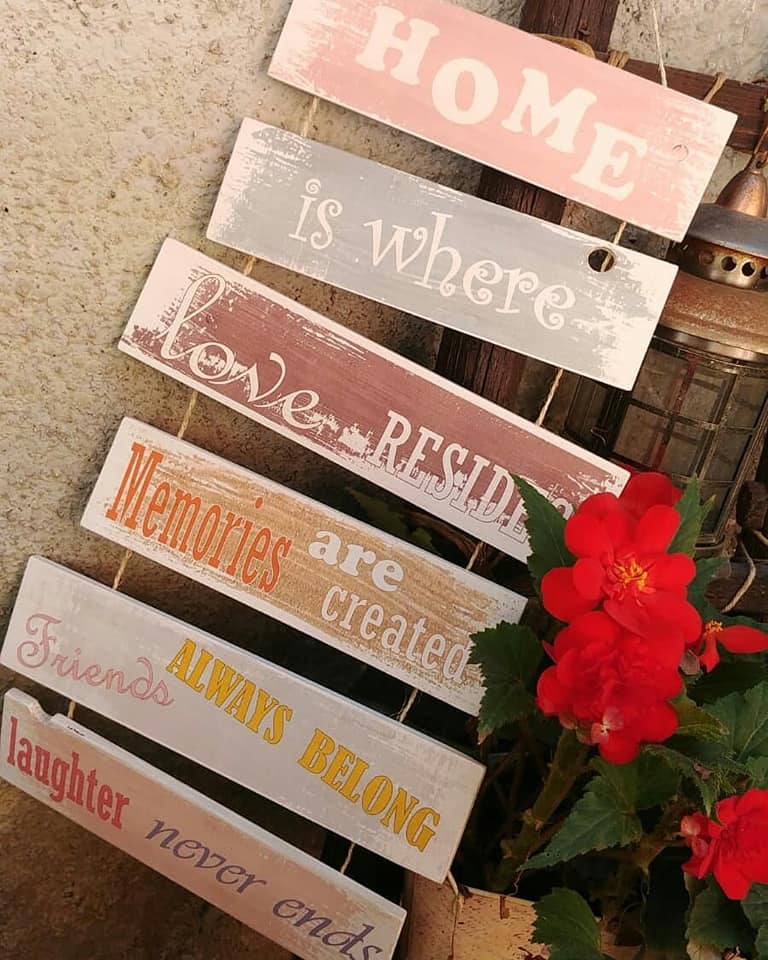 HOME
is where
love RESIDES
Memories are
created
Friends ALWAYS BELONG
laughter never ends